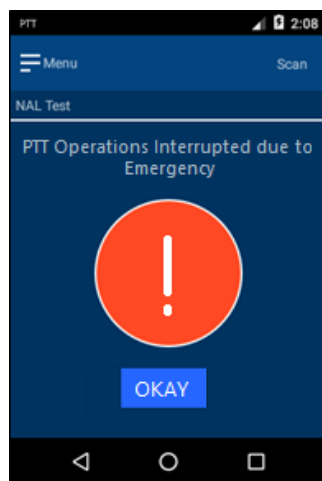 PTT 2:08
Menu Scan
NAL Test
PTT Operations Interrupted due to
Emergency
!
OKAY